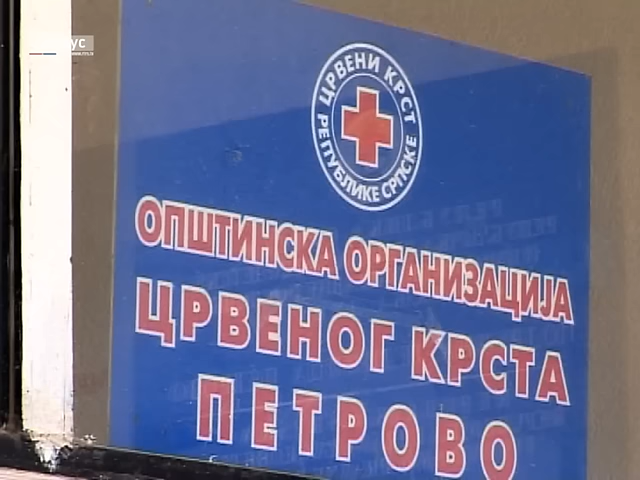 ЦРВЕНИ КРСТ
РЕПУБЛИКЕ СРПСКЕ
ОПШТИНСКА ОРГАНИЗАЦИЈА
ЦРВЕНОГ КРСТА
ПЕТРОВО